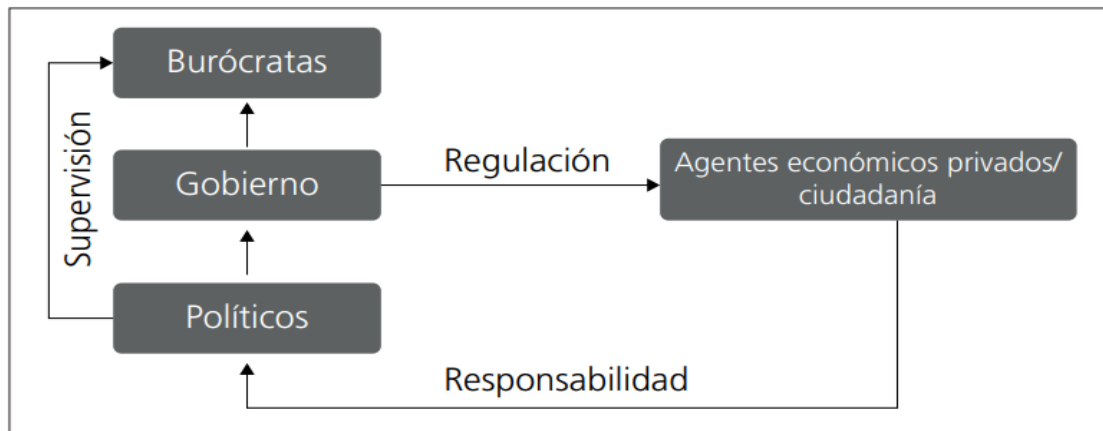 Burócratas
Supervisión
Gobierno
Regulación
Agentes económicos privados/
ciudadanía
Políticos
Responsabilidad